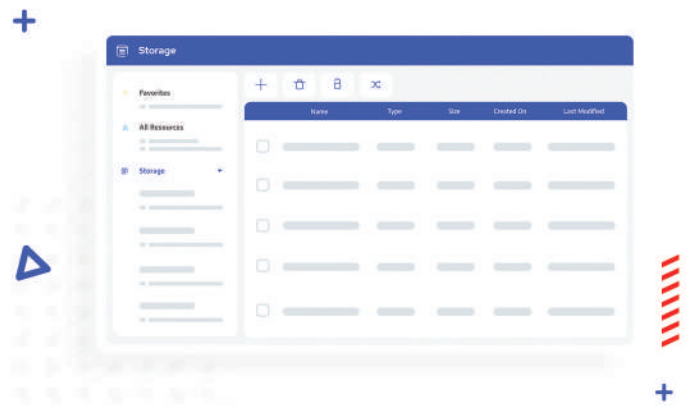 Storage
Favorites
All Resources
Storage
Name Type Size Created On Last Modified